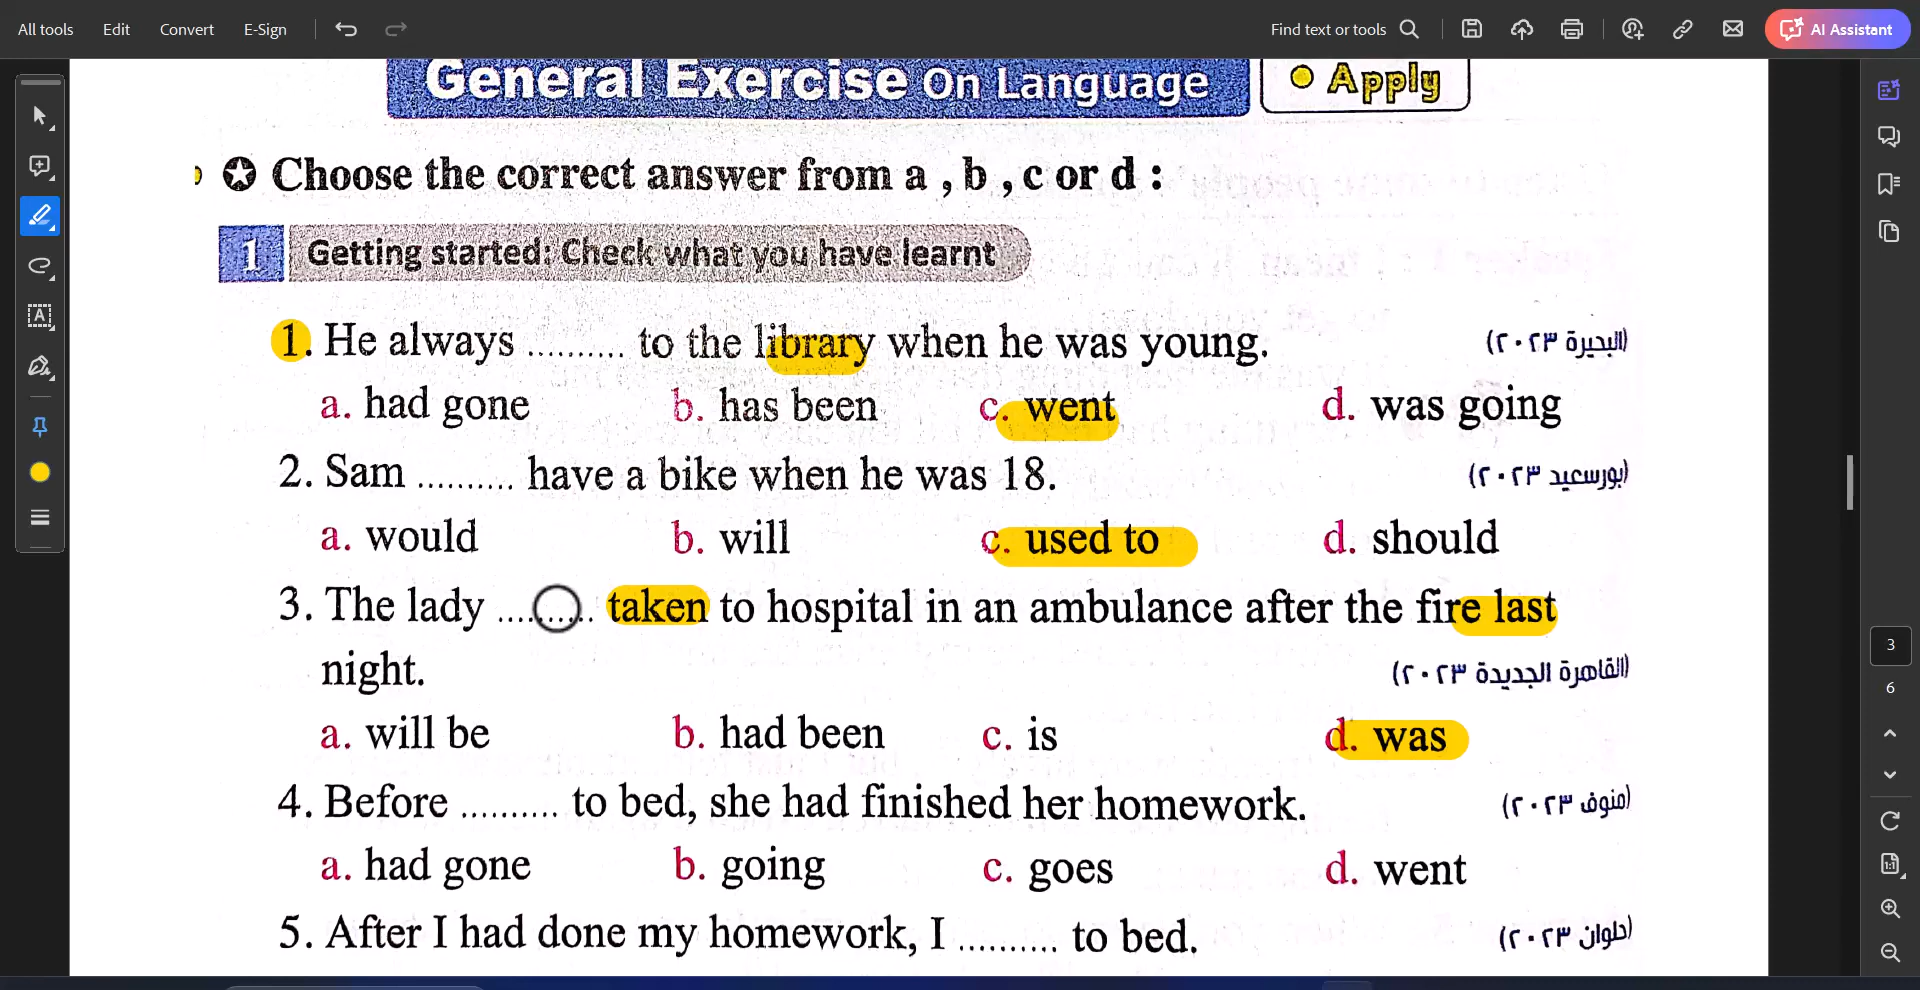 All tools Edit Convert E-Sign Find text or tools AI Assistant
General Exercise On Language • Apply
Choose the correct answer from a , b , c or d :
1 Getting started: Check what you have learnt
1. He always .......... to the library when he was young. (البحيرة ٢٠٢٣)
a. had gone b. has been c. went d. was going
2. Sam .......... have a bike when he was 18. (بورسعيد ٢٠٢٣)
a. would b. will c. used to d. should
3. The lady .......... taken to hospital in an ambulance after the fire last
night. (القاهرة الجديدة ٢٠٢٣)
a. will be b. had been c. is d. was
4. Before .......... to bed, she had finished her homework. (منوف ٢٠٢٣)
a. had gone b. going c. goes d. went
5. After I had done my homework, I .......... to bed. (حلوان ٢٠٢٣)
3
6